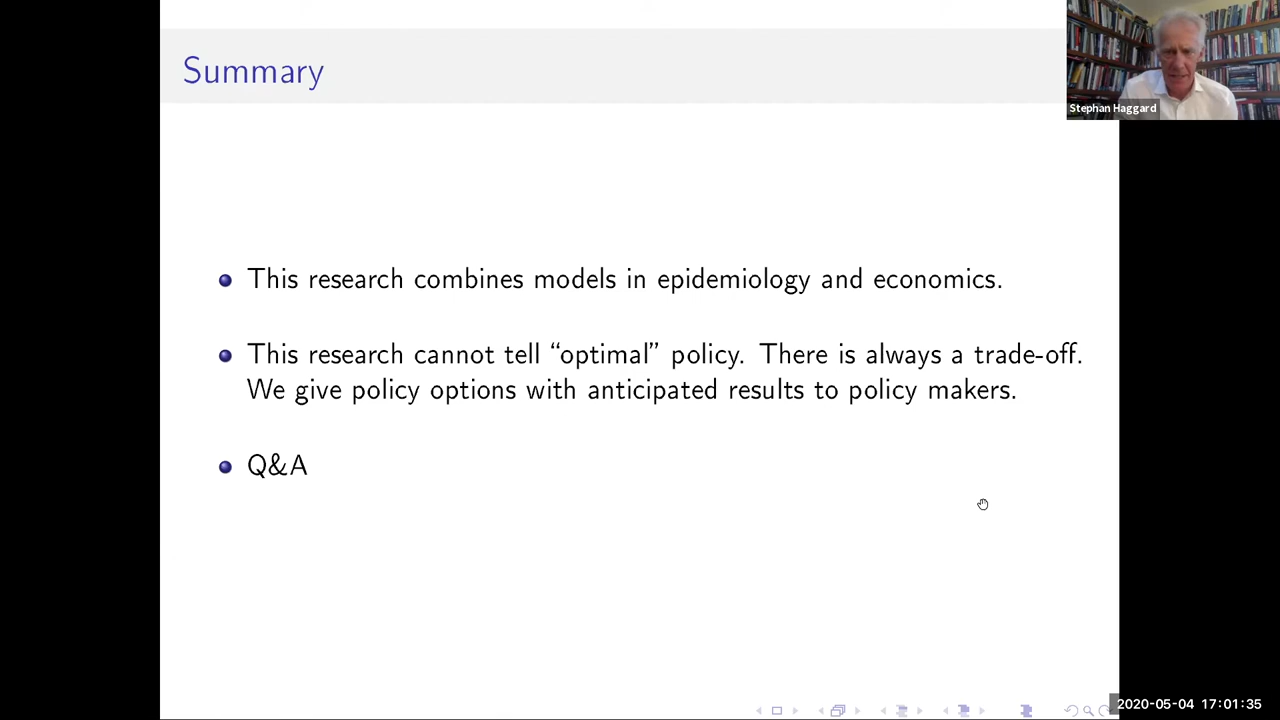 Summary
Stephan Haggard
This research combines models in epidemiology and economics.
This research cannot tell “optimal” policy. There is always a trade-off.
We give policy options with anticipated results to policy makers.
Q&A
2020-05-04 17:01:35